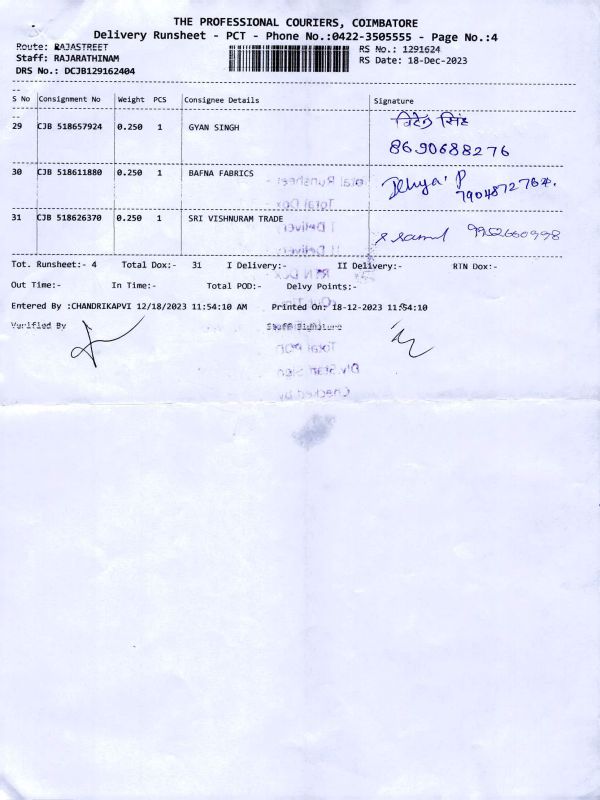 THE PROFESSIONAL COURIERS, COIMBATORE
Delivery Runsheet - PCT - Phone No.:0422-3505555 - Page No.:4
Route: RAJASTREET
RS No.: 1291624
Staff: RAJARATHINAM
RS Date: 18-Dec-2023
DRS No.: DCJB129162404
S No Consignment No Weight PCS Consignee Details Signature
29 CJB 518657924 0.250 1 GYAN SINGH सिंह
8690688276
30 CJB 518611880 0.250 1 BAFNA FABRICS P
31 CJB 518626370 0.250 1 SRI VISHNURAM TRADE 9952660998
Tot. Runsheet:- 4 Total Dox:- 31 I Delivery:- II Delivery:- RTN Dox:-
Out Time:- In Time:- Total POD:- Delvy Points:-
Entered By :CHANDRIKAPVI 12/18/2023 11:54:10 AM Printed On: 18-12-2023 11:54:10
Verified By Staff Signature